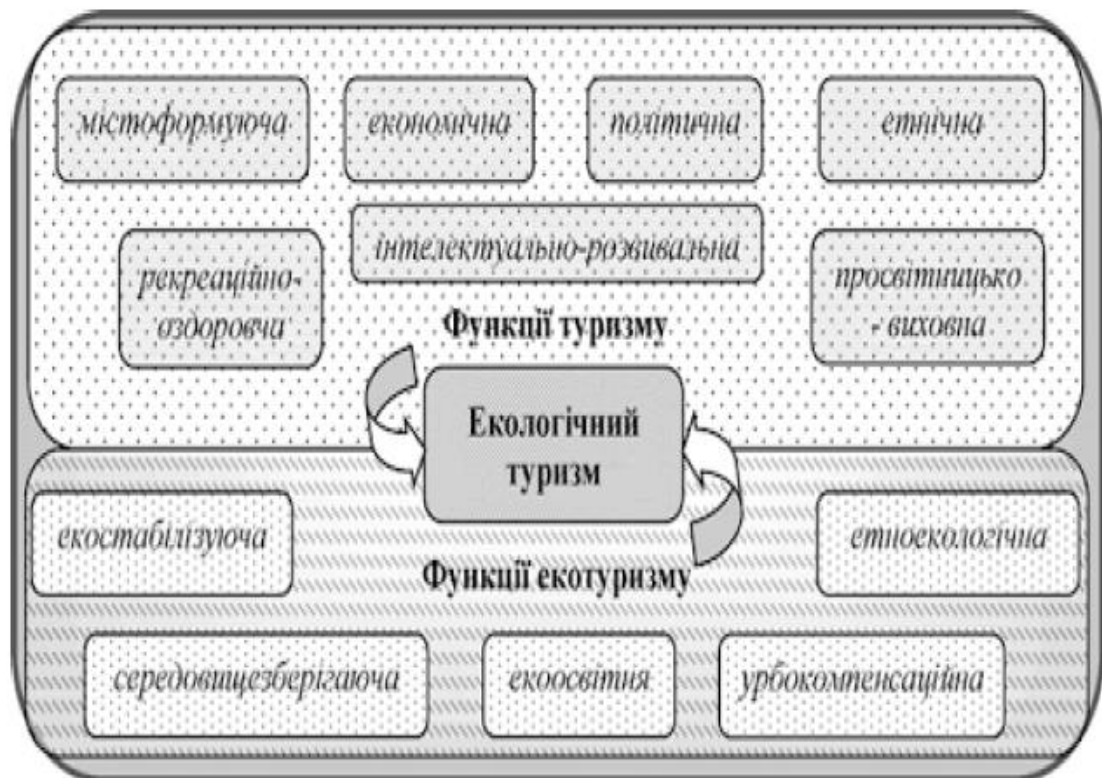 містоформуюча
економічна
політична
етнічна
рекреаційно-
оздоровча
інтелектуально-розвивальна
просвітницько
- виховна
Функції туризму
Екологічний
туризм
екостабілізуюча
етноекологічна
Функції екотуризму
середовищезберігаюча
екоосвітня
урбокомпенсаційна